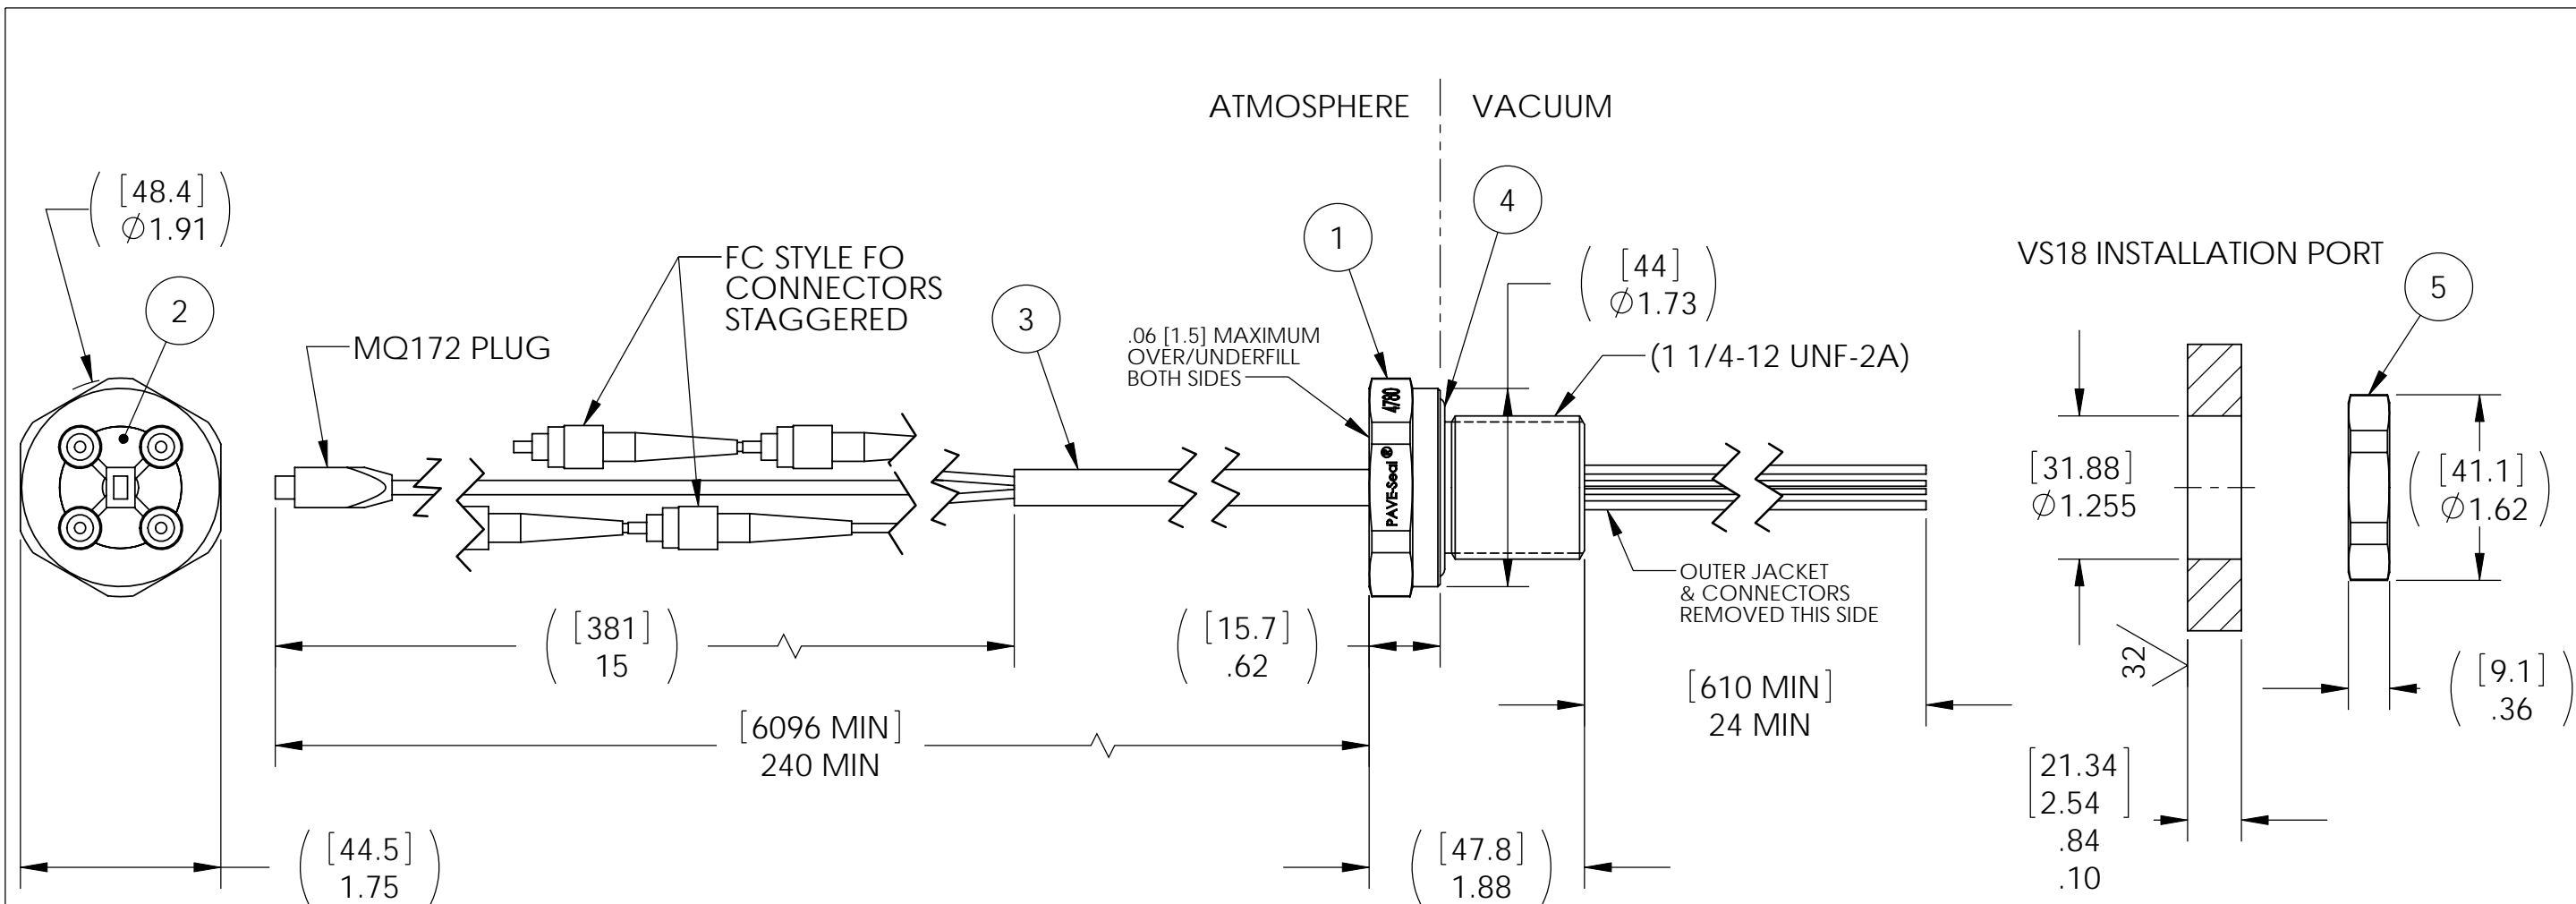 ATMOSPHERE
VACUUM
[48.4]
∅1.91
2
MQ172 PLUG
FC STYLE FO
CONNECTORS
STAGGERED
3
1
4
.06 [1.5] MAXIMUM
OVER/UNDERFILL
BOTH SIDES
[44]
∅1.73
(1 1/4-12 UNF-2A)
4780
PAVE-Seal®
VS18 INSTALLATION PORT
5
[31.88]
∅1.255
[41.1]
∅1.62
OUTER JACKET
& CONNECTORS
REMOVED THIS SIDE
[381]
15
[15.7]
.62
32
[610 MIN]
24 MIN
[9.1]
.36
[6096 MIN]
240 MIN
[21.34
2.54]
.84
.10
[44.5]
1.75
[47.8]
1.88